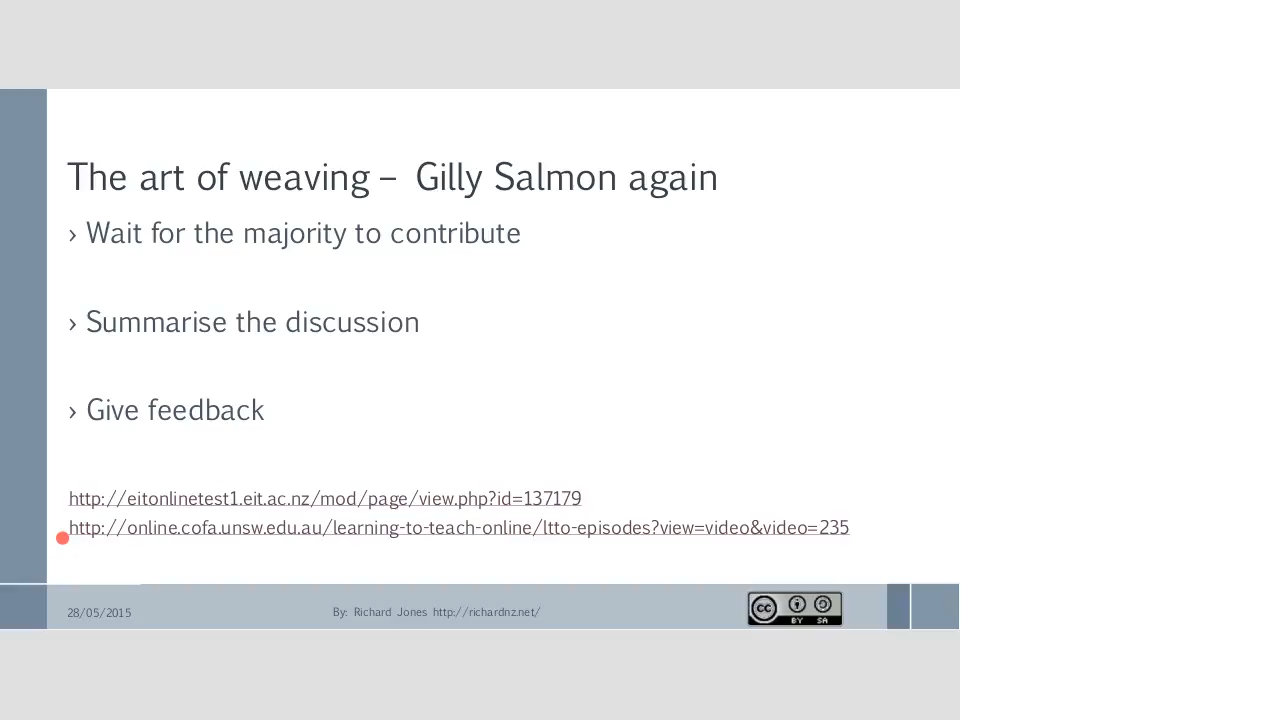 The art of weaving – Gilly Salmon again
› Wait for the majority to contribute
› Summarise the discussion
› Give feedback
http://eitonlinetest1.eit.ac.nz/mod/page/view.php?id=137179
http://online.cofa.unsw.edu.au/learning-to-teach-online/ltto-episodes?view=video&video=235
28/05/2015
By: Richard Jones http://richardnz.net/
cc
BY SA